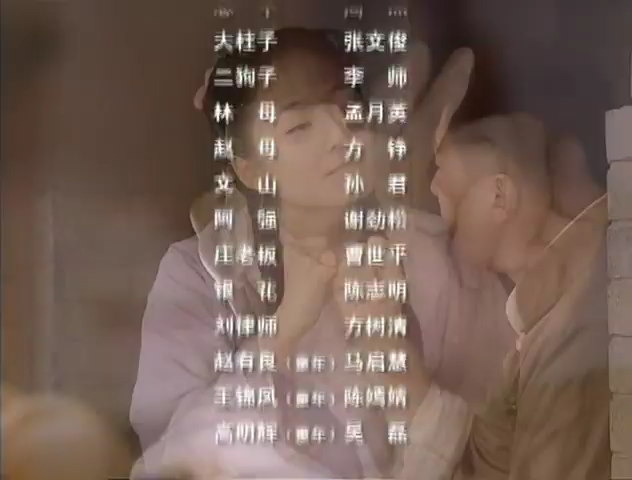 大柱子 张文俊
二狗子 李 师
林 母 孟月英
赵 母 方 铮
文 山 孙 君
阿 强 谢劲松
庄老板 曹世平
银 花 陈志明
刘律师 方树清
赵有良（童年） 马启慧
王锦凤（童年） 陈嫣婧
高明辉（童年） 吴 磊